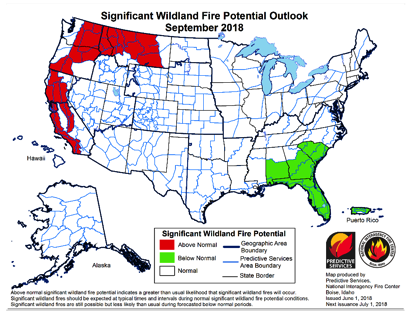 Significant Wildland Fire Potential Outlook
September 2018
Hawaii
Alaska
Puerto Rico
Significant Wildland Fire Potential
Above Normal
Below Normal
Normal
Geographic Area
Boundary
Predictive Services
Area Boundary
State Border
PREDICTIVE
SERVICES
Map produced by
Predictive Services,
National Interagency Fire Center
Boise, Idaho
Issued June 1, 2018
Next issuance July 1, 2018
Above normal significant wildland fire potential indicates a greater than usual likelihood that significant wildland fires will occur.
Significant wildland fires should be expected at typical times and intervals during normal significant wildland fire potential conditions.
Significant wildland fires are still possible but less likely than usual during forecasted below normal periods.